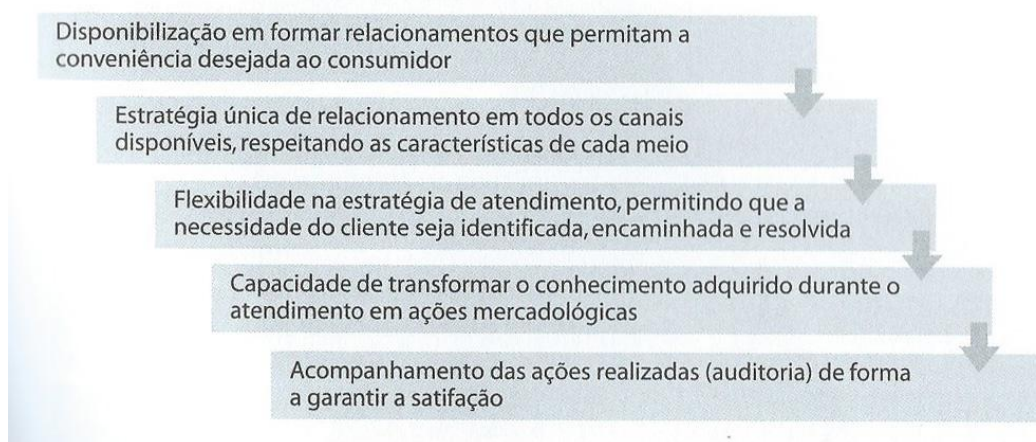 Disponibilização em formar relacionamentos que permitam a
conveniência desejada ao consumidor
Estratégia única de relacionamento em todos os canais
disponíveis, respeitando as características de cada meio
Flexibilidade na estratégia de atendimento, permitindo que a
necessidade do cliente seja identificada, encaminhada e resolvida
Capacidade de transformar o conhecimento adquirido durante o
atendimento em ações mercadológicas
Acompanhamento das ações realizadas (auditoria) de forma
a garantir a satifação